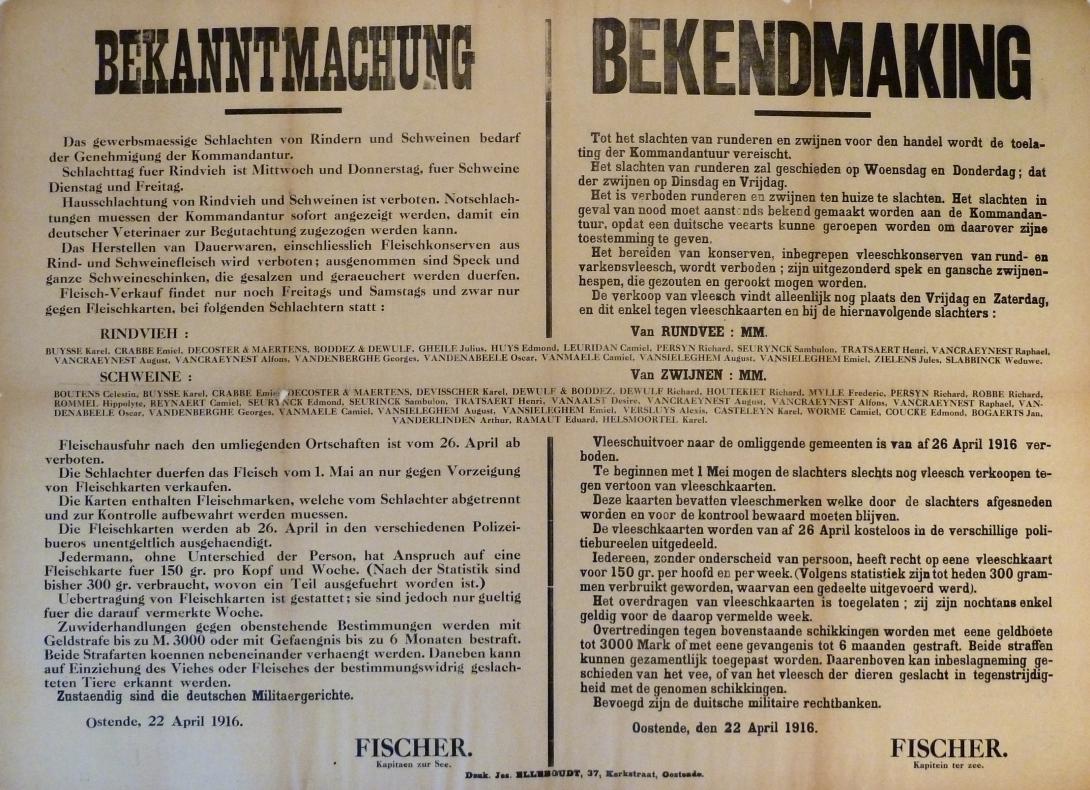 BEKANNTMACHUNG
Das gewerbsmaessige Schlachten von Rindern und Schweinen bedarf
der Genehmigung der Kommandantur.
Schlachttag fuer Rindvieh ist Mittwoch und Donnerstag, fuer Schweine
Dienstag und Freitag.
Hausschlachtung von Rindvieh und Schweinen ist verboten. Notschlach-
tungen muessen der Kommandantur sofort angezeigt werden, damit ein
deutscher Veterinaer zur Begutachtung zugezogen werden kann.
Das Herstellen von Dauerwaren, einschliesslich Fleischkonserven aus
Rind- und Schweinefleisch wird verboten; ausgenommen sind Speck und
ganze Schweineschinken, die gesalzen und geraeuchert werden duerfen.
Fleisch-Verkauf findet nur noch Freitags und Samstags und zwar nur
gegen Fleischkarten, bei folgenden Schlachtern statt :
RINDVIEH :
BEKENDMAKING
Tot het slachten van runderen en zwijnen voor den handel wordt de toela-
ting der Kommandantuur vereischt.
Het slachten van runderen zal geschieden op Woensdag en Donderdag; dat
der zwijnen op Dinsdag en Vrijdag.
Het is verboden runderen en zwijnen ten huize te slachten. Het slachten in
geval van nood moet aanstonds bekend gemaakt worden aan de Kommandan-
tuur, opdat een duitsche veearts kunne geroepen worden om daarover zijne
toestemming te geven.
Het bereiden van konserven, inbegrepen vleeschkonserven van rund- en
varkensvleesch, wordt verboden ; zijn uitgezonderd spek en gansche zwijnen-
hespen, die gezouten en gerookt mogen worden.
De verkoop van vleesch vindt alleenlijk nog plaats den Vrijdag en Zaterdag,
en dit enkel tegen vleeschkaarten en bij de hiernavolgende slachters :
Van RUNDVEE : MM.
BUYSSE Karel, CRABBE Emiel, DECOSTER & MAERTENS, BODDEZ & DEWULF, GHEILE Julius, HUYS Edmond, LEURIDAN Camiel, PERSYN Richard, SEURYNCK Sambulon, TRATSAERT Henri, VANCRAEYNEST Raphael,
VANCRAEYNEST August, VANCRAEYNEST Alfons, VANDENBERGHE Georges, VANDENABEELE Oscar, VANMAELE Camiel, VANSIELEGHEM August, VANSIELEGHEM Emiel, ZIELENS Jules, SLABBINCK Weduwe.
SCHWEINE :
Van ZWIJNEN : MM.
BOUTENS Celestin, BUYSSE Karel, CRABBE Emiel DECOSTER & MAERTENS, DEVISSCHER Karel, DEWULF & BODDEZ, DEWULF Richard, HOUTEKIET Richard, MYLLE Frederic, PERSYN Richard, ROBBE Richard,
ROMMEL Hippolyte, REYNAERT Camiel, SEURYNCK Edmond, SEURINCK Sambulon, TRATSAERT Henri, VANAALST Desire, VANCRAEYNEST August, VANCRAEYNEST Alfons, VANCRAEYNEST Raphael, VAN-
DENABEELE Oscar, VANDENBERGHE Georges, VANMAELE Camiel, VANSIELEGHEM August, VANSIELEGHEM Emiel, VERSLUYS Alexis, CASTELEYN Karel, WORME Camiel, COUCKE Edmond, BOGAERTS Jan,
VANDERLINDEN Arthur, RAMAUT Eduard, HELSMOORTEL Karel.
Fleischausfuhr nach den umliegenden Ortschaften ist vom 26. April ab
verboten.
Die Schlachter duerfen das Fleisch vom 1. Mai an nur gegen Vorzeigung
von Fleischkarten verkaufen.
Die Karten enthalten Fleischmarken, welche vom Schlachter abgetrennt
und zur Kontrolle aufbewahrt werden muessen.
Die Fleischkarten werden ab 26. April in den verschiedenen Polizei-
bueros unentgeltlich ausgehaendigt.
Jedermann, ohne Unterschied der Person, hat Anspruch auf eine
Fleischkarte fuer 150 gr. pro Kopf und Woche. (Nach der Statistik sind
bisher 300 gr. verbraucht, wovon ein Teil ausgefuehrt worden ist.)
Uebertragung von Fleischkarten ist gestattet; sie sind jedoch nur gueltig
fuer die darauf vermerkte Woche.
Zuwiderhandlungen gegen obenstehende Bestimmungen werden mit
Geldstrafe bis zu M. 3000 oder mit Gefaengnis bis zu 6 Monaten bestraft.
Beide Strafarten koennen nebeneinander verhaengt werden. Daneben kann
auf Einziehung des Viehes oder Fleisches der bestimmungswidrig geslach-
teten Tiere erkannt werden.
Zustaendig sind die deutschen Militaergerichte.
Ostende, 22 April 1916.
FISCHER.
Kapitaen zur See.
Vleeschuitvoer naar de omliggende gemeenten is van af 26 April 1916 ver-
boden.
Te beginnen met 1 Mei mogen de slachters slechts nog vleesch verkoopen te-
gen vertoon van vleeschkaarten.
Deze kaarten bevatten vleeschmerken welke door de slachters afgesneden
worden en voor de kontrool bewaard moeten blijven.
De vleeschkaarten worden van af 26 April kosteloos in de verschillige poli-
tiebureelen uitgedeeld.
Iedereen, zonder onderscheid van persoon, heeft recht op eene vleeschkaart
voor 150 gr. per hoofd en per week. (Volgens statistiek zijn tot heden 300 gram-
men verbruikt geworden, waarvan een gedeelte uitgevoerd werd).
Het overdragen van vleeschkaarten is toegelaten ; zij zijn nochtans enkel
geldig voor de daarop vermelde week.
Overtredingen tegen bovenstaande schikkingen worden met eene geldboete
tot 3000 Mark of met eene gevangenis tot 6 maanden gestraft. Beide straffen
kunnen gezamentlijk toegepast worden. Daarenboven kan inbeslagneming ge-
schieden van het vee, of van het vleesch der dieren geslacht in tegenstrijdig-
heid met de genomen schikkingen.
Bevoegd zijn de duitsche militaire rechtbanken.
Oostende, den 22 April 1916.
FISCHER.
Kapitein ter zee.
Druk. Jos. ELLEBOUDT, 37, Kerkstraat, Oostende.